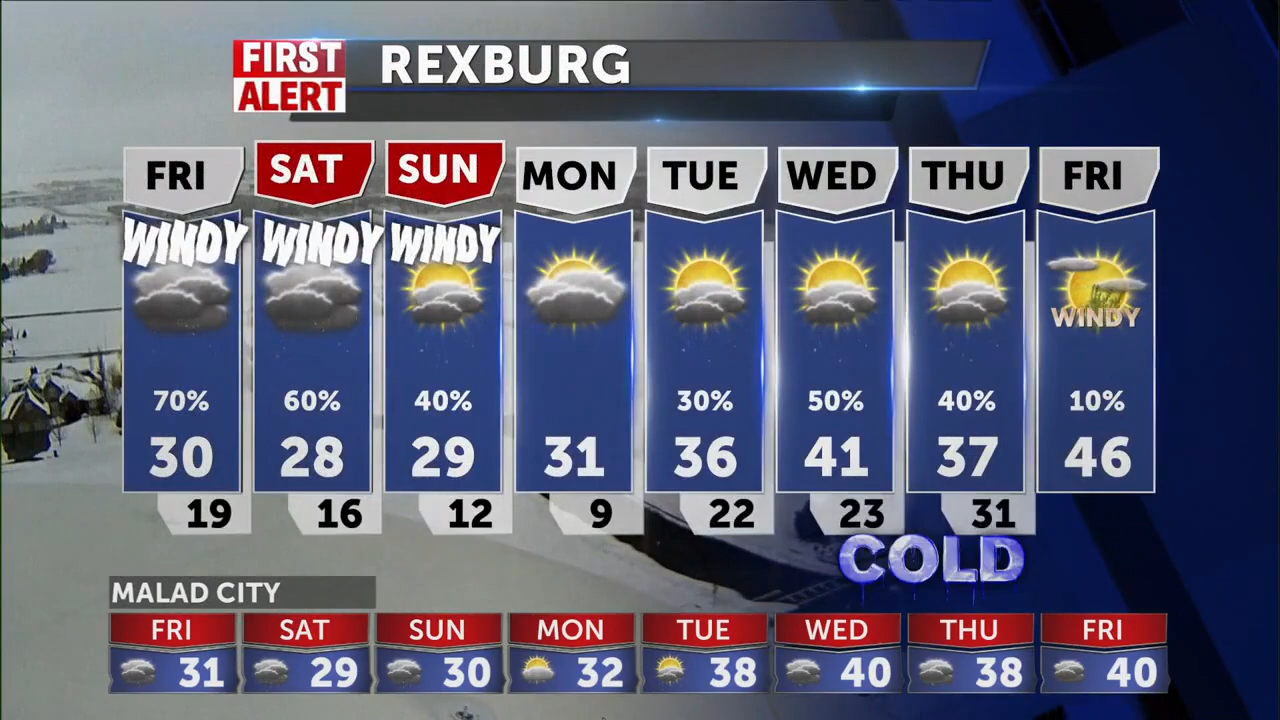 FIRST ALERT
REXBURG
FRI SAT SUN MON TUE WED THU FRI
WINDY WINDY WINDY
WINDY
70% 60% 40% 30% 50% 40% 10%
30 28 29 31 36 41 37 46
19 16 12 9 22 23 31
COLD
MALAD CITY
FRI SAT SUN MON TUE WED THU FRI
31 29 30 32 38 40 38 40